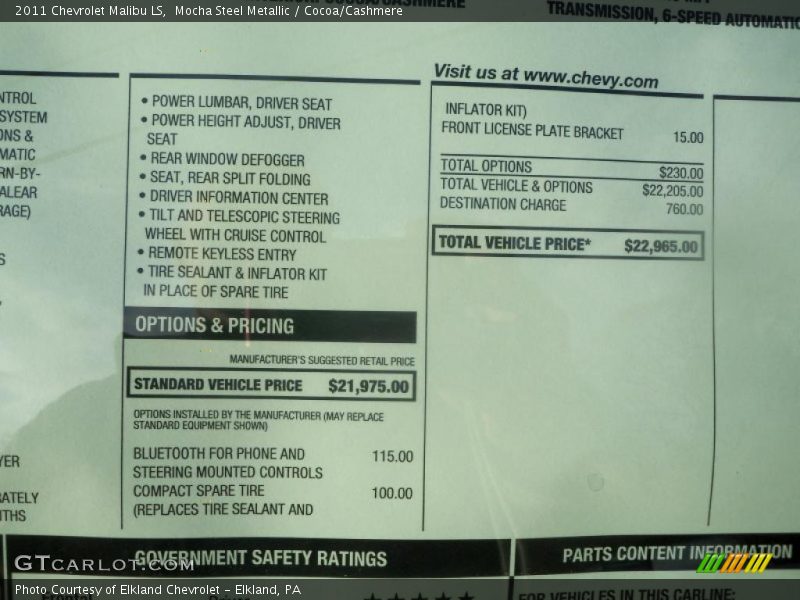 2011 Chevrolet Malibu LS,  Mocha Steel Metallic / Cocoa/Cashmere
TRANSMISSION, 6-SPEED AUTOMATIC
NTROL
SYSTEM
ONS &
MATIC
RN-BY-
ALEAR
RAGE)
S
YER
RATELY
NTHS
• POWER LUMBAR, DRIVER SEAT
• POWER HEIGHT ADJUST, DRIVER
SEAT
• REAR WINDOW DEFOGGER
• SEAT, REAR SPLIT FOLDING
• DRIVER INFORMATION CENTER
• TILT AND TELESCOPIC STEERING
WHEEL WITH CRUISE CONTROL
• REMOTE KEYLESS ENTRY
• TIRE SEALANT & INFLATOR KIT
IN PLACE OF SPARE TIRE
OPTIONS & PRICING
MANUFACTURER'S SUGGESTED RETAIL PRICE
STANDARD VEHICLE PRICE $21,975.00
OPTIONS INSTALLED BY THE MANUFACTURER (MAY REPLACE
STANDARD EQUIPMENT SHOWN)
BLUETOOTH FOR PHONE AND 115.00
STEERING MOUNTED CONTROLS
COMPACT SPARE TIRE 100.00
(REPLACES TIRE SEALANT AND
Visit us at www.chevy.com
INFLATOR KIT)
FRONT LICENSE PLATE BRACKET 15.00
TOTAL OPTIONS $230.00
TOTAL VEHICLE & OPTIONS $22,205.00
DESTINATION CHARGE 760.00
TOTAL VEHICLE PRICE* $22,965.00
GOVERNMENT SAFETY RATINGS
PARTS CONTENT INFORMATION
GTCarLot.com
FOR VEHICLES IN THIS CARLINE:
Photo Courtesy of Elkland Chevrolet – Elkland, PA